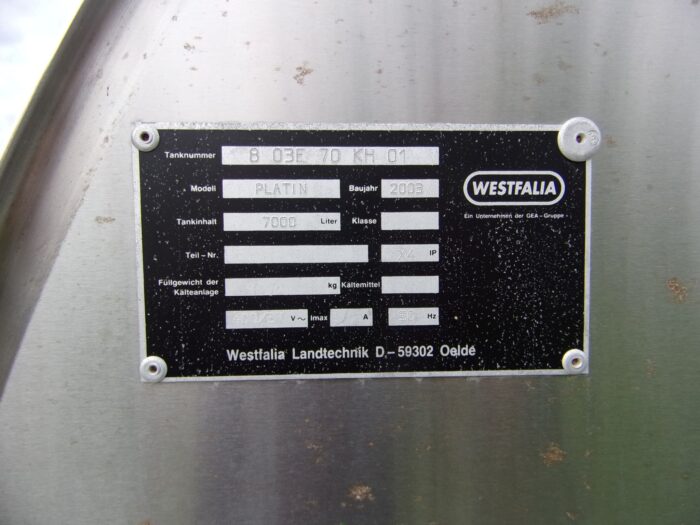 Tanknummer 8 03E 70 KH 01
Modell PLATIN Baujahr 2003
WESTFALIA
Ein Unternehmen der GEA-Gruppe
Tankinhalt 7000 Liter Klasse
Teil-Nr. IP
Füllgewicht der Kälteanlage kg Kältemittel
V~ Imax A Hz
Westfalia Landtechnik D-59302 Oelde